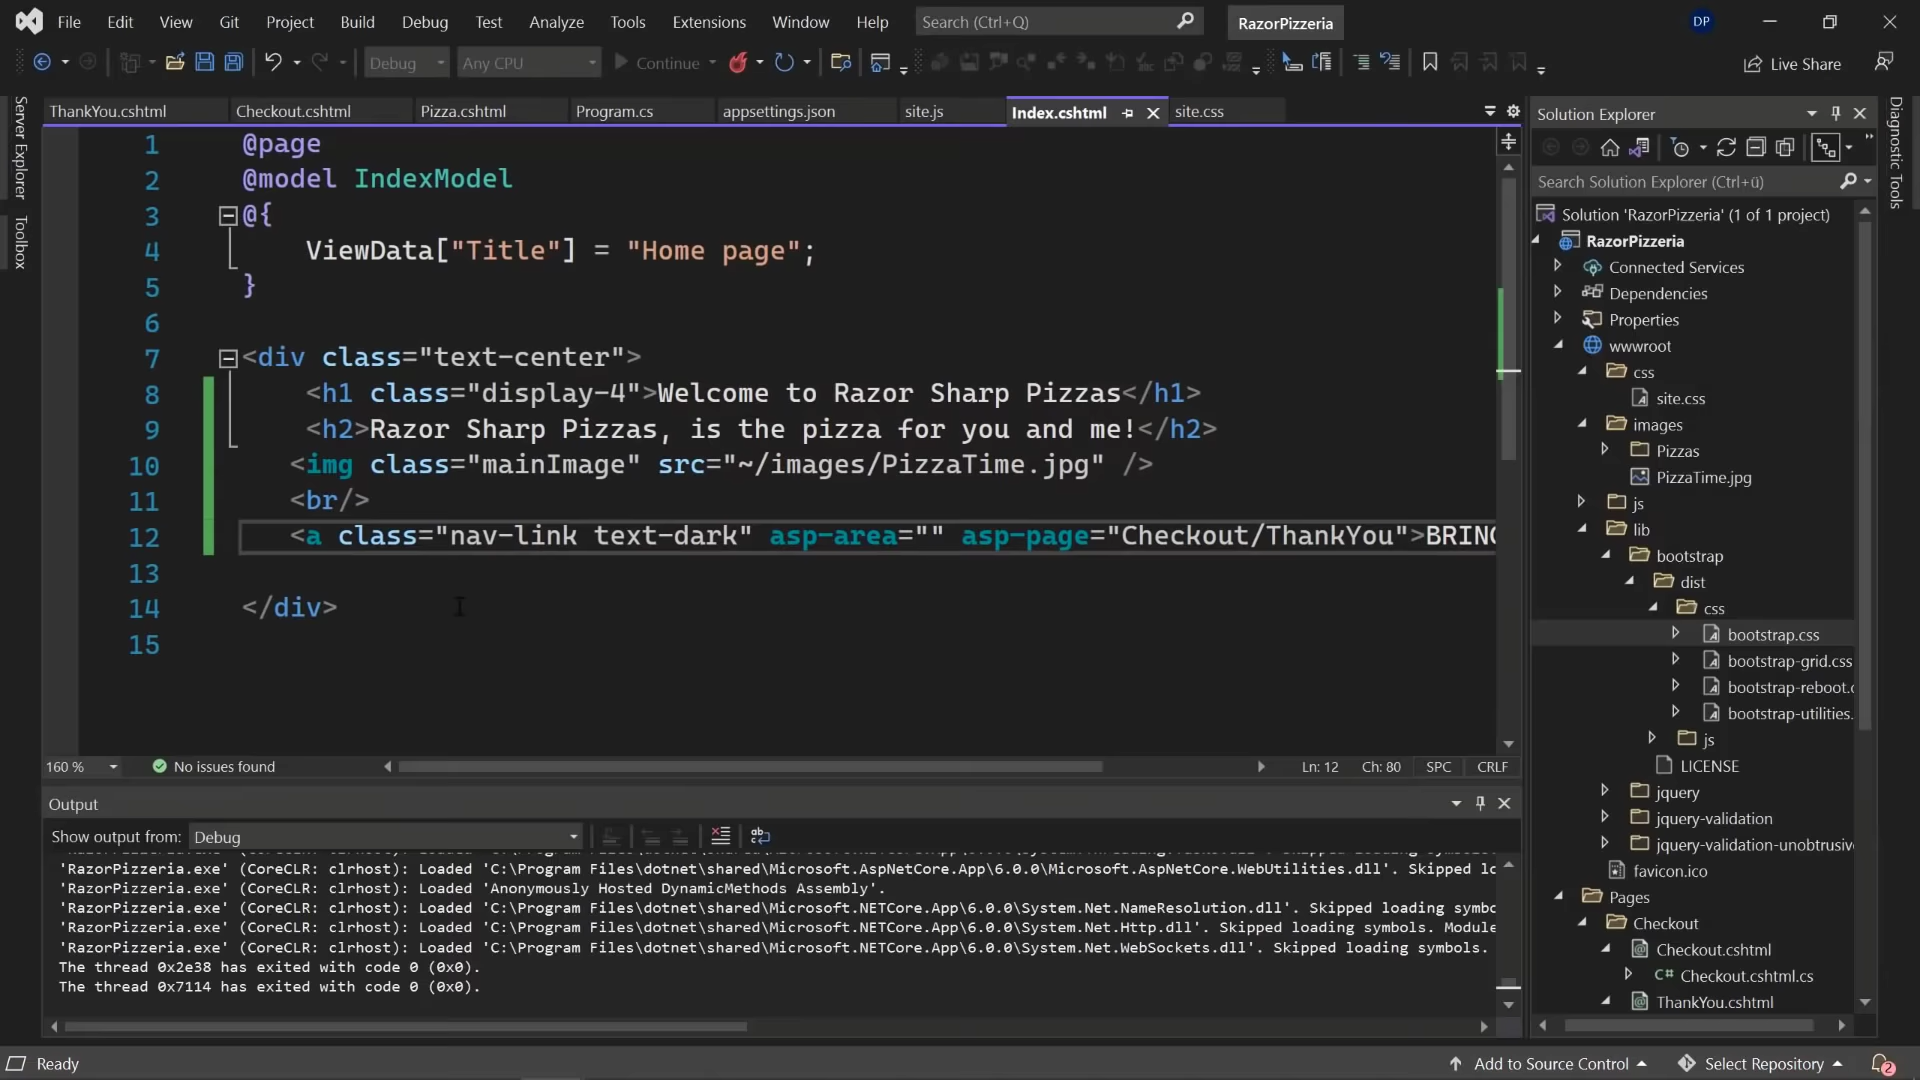 File Edit View Git Project Build Debug Test Analyze Tools Extensions Window Help Search (Ctrl+Q) RazorPizzeria DP
Debug Any CPU Continue Live Share
Server Explorer
Toolbox
ThankYou.cshtml Checkout.cshtml Pizza.cshtml Program.cs appsettings.json site.js Index.cshtml site.css
1 @page
2 @model IndexModel
3 @{
4 ViewData["Title"] = "Home page";
5 }
6
7 <div class="text-center">
8 <h1 class="display-4">Welcome to Razor Sharp Pizzas</h1>
9 <h2>Razor Sharp Pizzas, is the pizza for you and me!</h2>
10 <img class="mainImage" src="~/images/PizzaTime.jpg" />
11 <br/>
12 <a class="nav-link text-dark" asp-area="" asp-page="Checkout/ThankYou">BRING
13
14 </div>
15
160 % No issues found Ln: 12 Ch: 80 SPC CRLF
Output
Show output from: Debug
'RazorPizzeria.exe' (CoreCLR: clrhost): Loaded 'C:\Program Files\dotnet\shared\Microsoft.AspNetCore.App\6.0.0\Microsoft.AspNetCore.WebUtilities.dll'. Skipped lo
'RazorPizzeria.exe' (CoreCLR: clrhost): Loaded 'Anonymously Hosted DynamicMethods Assembly'.
'RazorPizzeria.exe' (CoreCLR: clrhost): Loaded 'C:\Program Files\dotnet\shared\Microsoft.NETCore.App\6.0.0\System.Net.NameResolution.dll'. Skipped loading symbo
'RazorPizzeria.exe' (CoreCLR: clrhost): Loaded 'C:\Program Files\dotnet\shared\Microsoft.NETCore.App\6.0.0\System.Net.Http.dll'. Skipped loading symbols. Module
'RazorPizzeria.exe' (CoreCLR: clrhost): Loaded 'C:\Program Files\dotnet\shared\Microsoft.NETCore.App\6.0.0\System.Net.WebSockets.dll'. Skipped loading symbols.
The thread 0x2e38 has exited with code 0 (0x0).
The thread 0x7114 has exited with code 0 (0x0).
Solution Explorer
Search Solution Explorer (Ctrl+ü)
Solution 'RazorPizzeria' (1 of 1 project)
RazorPizzeria
Connected Services
Dependencies
Properties
wwwroot
css
site.css
images
Pizzas
PizzaTime.jpg
js
lib
bootstrap
dist
css
bootstrap.css
bootstrap-grid.css
bootstrap-reboot.c
bootstrap-utilities.
js
LICENSE
jquery
jquery-validation
jquery-validation-unobtrusive
favicon.ico
Pages
Checkout
Checkout.cshtml
C# Checkout.cshtml.cs
ThankYou.cshtml
Diagnostic Tools
Ready Add to Source Control Select Repository 2